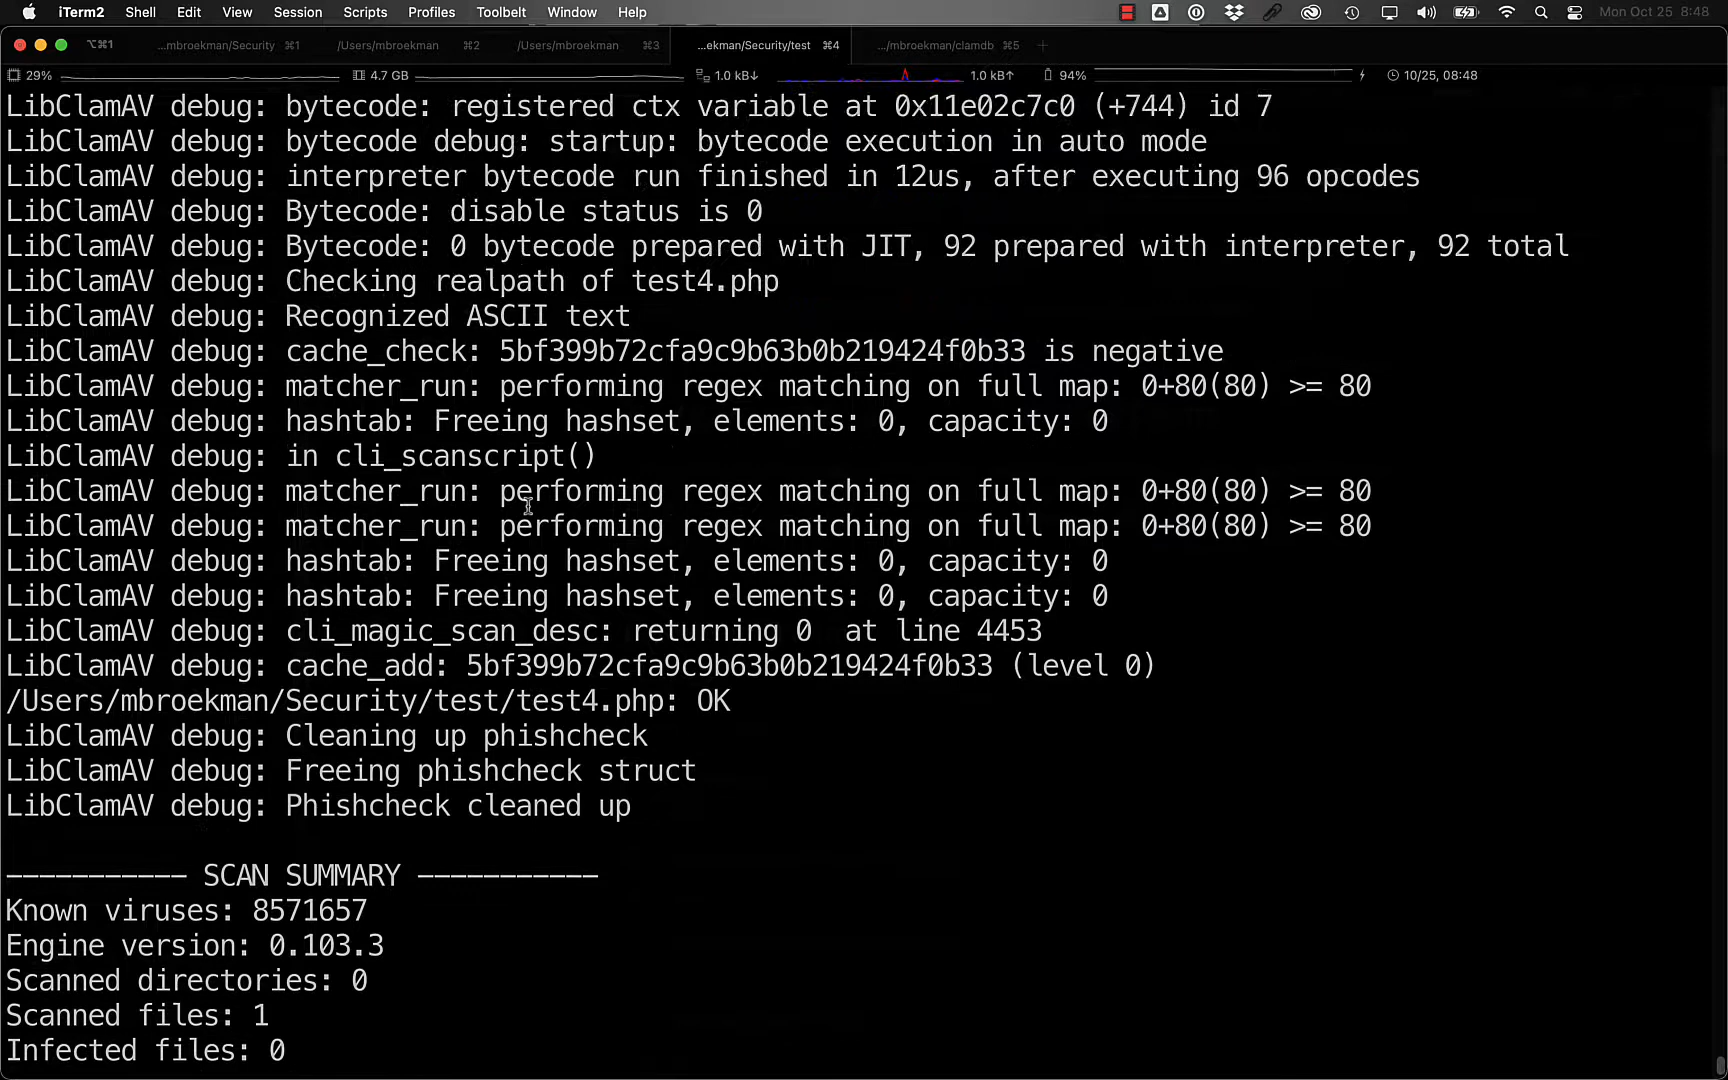 iTerm2 Shell Edit View Session Scripts Profiles Toolbelt Window Help Mon Oct 25 8:48
⌥⌘1 ...mbroekman/Security ⌘1 /Users/mbroekman ⌘2 /Users/mbroekman ⌘3 ...ekman/Security/test ⌘4 .../mbroekman/clamdb ⌘5 +
29% 4.7 GB 1.0 kB↓ 1.0 kB↑ 94% 10/25, 08:48
LibClamAV debug: bytecode: registered ctx variable at 0x11e02c7c0 (+744) id 7
LibClamAV debug: bytecode debug: startup: bytecode execution in auto mode
LibClamAV debug: interpreter bytecode run finished in 12us, after executing 96 opcodes
LibClamAV debug: Bytecode: disable status is 0
LibClamAV debug: Bytecode: 0 bytecode prepared with JIT, 92 prepared with interpreter, 92 total
LibClamAV debug: Checking realpath of test4.php
LibClamAV debug: Recognized ASCII text
LibClamAV debug: cache_check: 5bf399b72cfa9c9b63b0b219424f0b33 is negative
LibClamAV debug: matcher_run: performing regex matching on full map: 0+80(80) >= 80
LibClamAV debug: hashtab: Freeing hashset, elements: 0, capacity: 0
LibClamAV debug: in cli_scanscript()
LibClamAV debug: matcher_run: performing regex matching on full map: 0+80(80) >= 80
LibClamAV debug: matcher_run: performing regex matching on full map: 0+80(80) >= 80
LibClamAV debug: hashtab: Freeing hashset, elements: 0, capacity: 0
LibClamAV debug: hashtab: Freeing hashset, elements: 0, capacity: 0
LibClamAV debug: cli_magic_scan_desc: returning 0  at line 4453
LibClamAV debug: cache_add: 5bf399b72cfa9c9b63b0b219424f0b33 (level 0)
/Users/mbroekman/Security/test/test4.php: OK
LibClamAV debug: Cleaning up phishcheck
LibClamAV debug: Freeing phishcheck struct
LibClamAV debug: Phishcheck cleaned up
----------- SCAN SUMMARY -----------
Known viruses: 8571657
Engine version: 0.103.3
Scanned directories: 0
Scanned files: 1
Infected files: 0